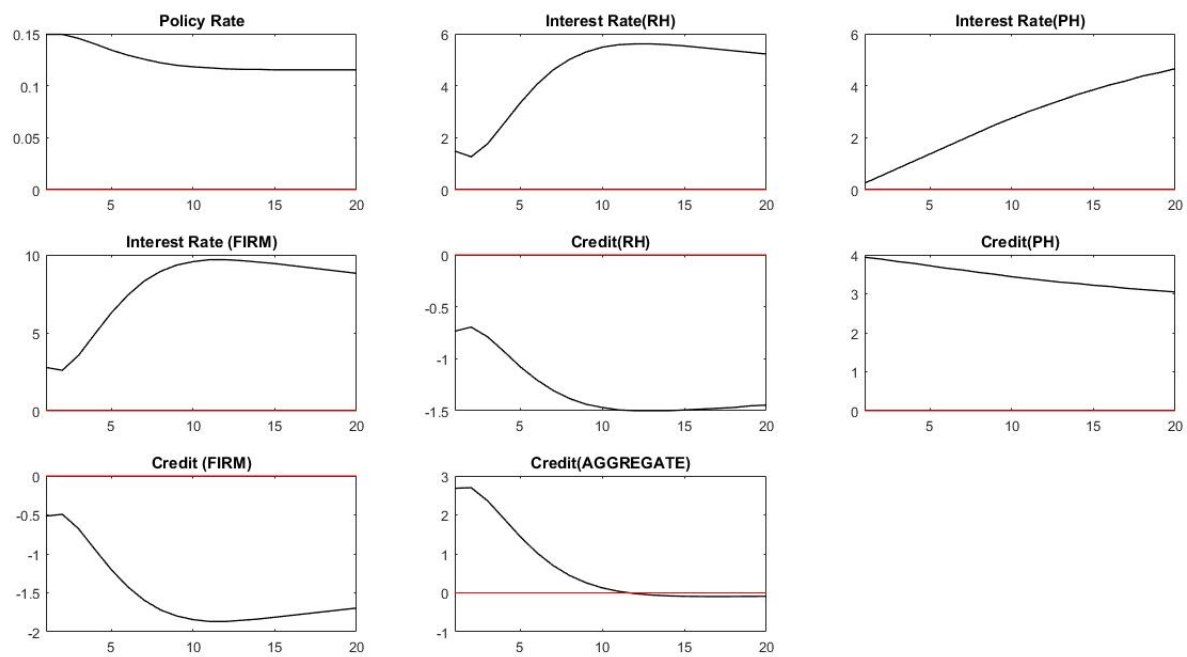 Policy Rate
0.15
0.1
0.05
0
5 10 15 20
Interest Rate(RH)
6
4
2
0
5 10 15 20
Interest Rate(PH)
6
4
2
0
5 10 15 20
Interest Rate (FIRM)
10
5
0
5 10 15 20
Credit(RH)
0
-0.5
-1
-1.5
5 10 15 20
Credit(PH)
4
3
2
1
0
5 10 15 20
Credit (FIRM)
0
-0.5
-1
-1.5
-2
5 10 15 20
Credit(AGGREGATE)
3
2
1
0
-1
5 10 15 20